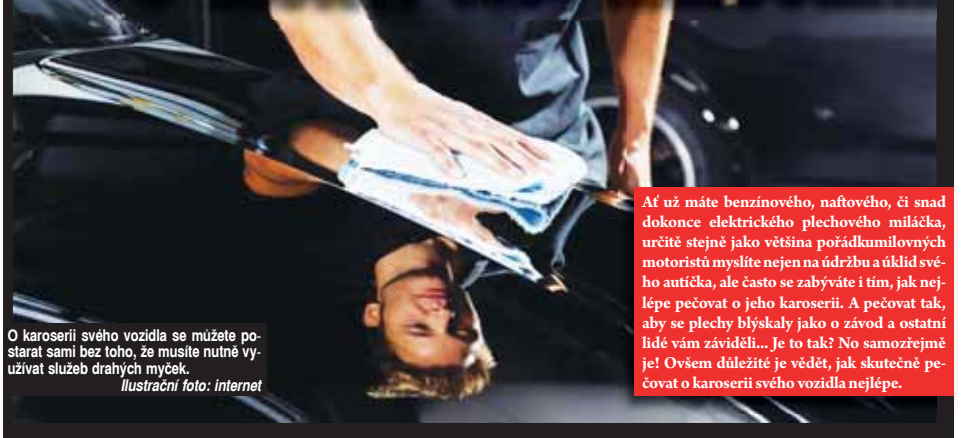 Ať už máte benzínového, naftového, či snad
dokonce elektrického plechového miláčka,
určitě stejně jako většina pořádkumilovných
motoristů myslíte nejen na údržbu a úklid své-
ho autíčka, ale často se zabýváte i tím, jak nej-
lépe pečovat o jeho karoserii. A pečovat tak,
aby se plechy blýskaly jako o závod a ostatní
lidé vám záviděli... Je to tak? No samozřejmě
je! Ovšem důležité je vědět, jak skutečně pe-
čovat o karoserii svého vozidla nejlépe.
O karoserii svého vozidla se můžete po-
starat sami bez toho, že musíte nutně vy-
užívat služeb drahých myček.
Ilustrační foto: internet